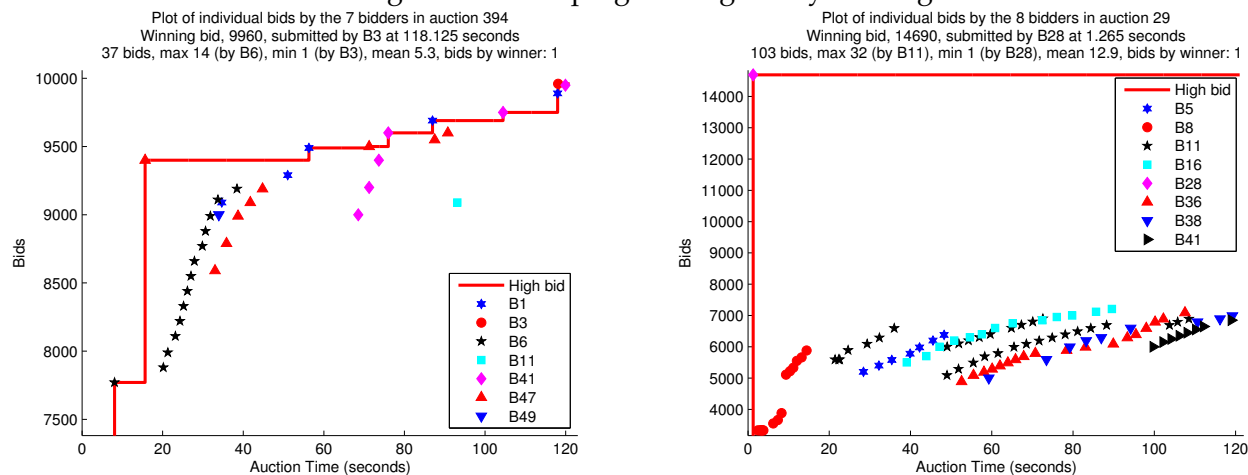 Plot of individual bids by the 7 bidders in auction 394
Winning bid, 9960, submitted by B3 at 118.125 seconds
37 bids, max 14 (by B6), min 1 (by B3), mean 5.3, bids by winner: 1
10000
9500
9000
8500
8000
7500
Bids
0
20
40
60
80
100
120
Auction Time (seconds)
High bid
B1
B3
B6
B11
B41
B47
B49
Plot of individual bids by the 8 bidders in auction 29
Winning bid, 14690, submitted by B28 at 1.265 seconds
103 bids, max 32 (by B11), min 1 (by B28), mean 12.9, bids by winner: 1
14000
13000
12000
11000
10000
9000
8000
7000
6000
5000
4000
Bids
0
20
40
60
80
100
120
Auction Time (seconds)
High bid
B5
B8
B11
B16
B28
B36
B38
B41